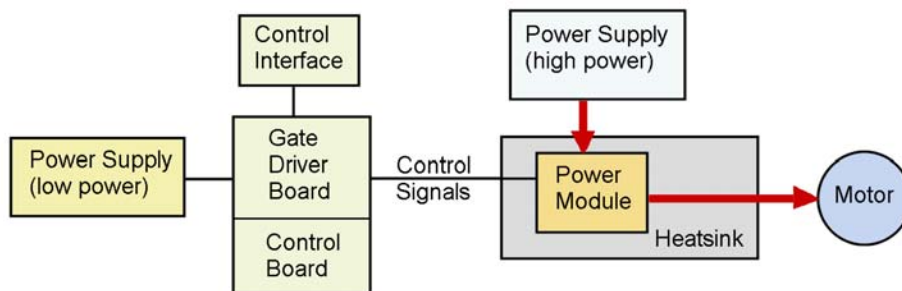 Control
Interface
Power Supply
(high power)
Power Supply
(low power)
Gate
Driver
Board
Control
Signals
Power
Module
Motor
Heatsink
Control
Board